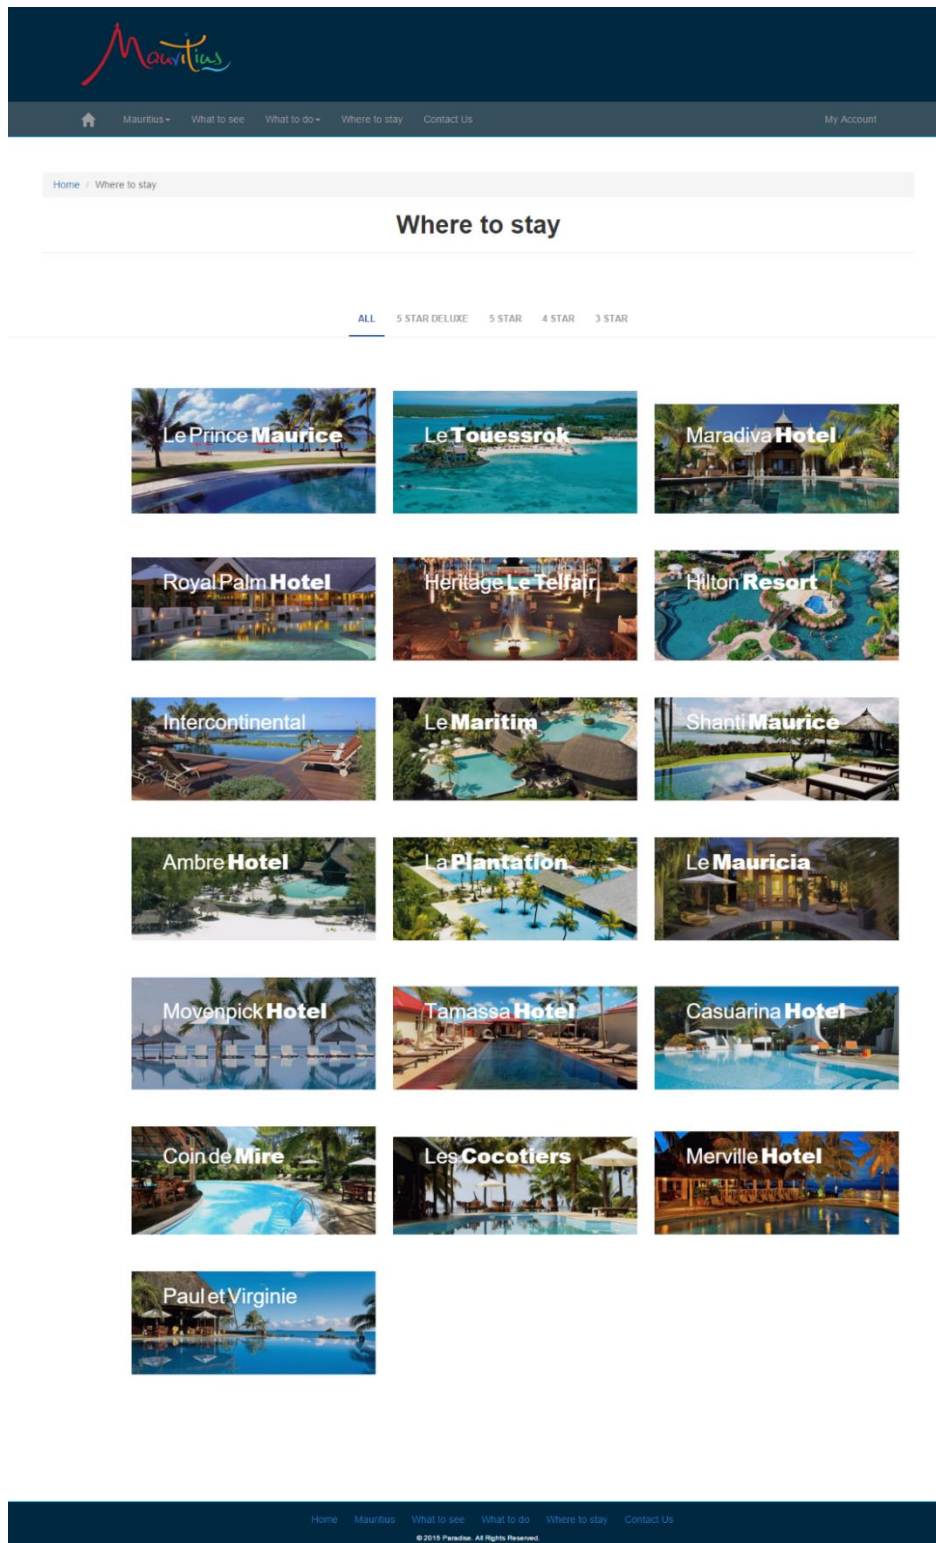 Mauritius
Mauritius What to see What to do Where to stay Contact Us My Account
Home / Where to stay
Where to stay
ALL 5 STAR DELUXE 5 STAR 4 STAR 3 STAR
Le Prince Maurice Le Touessrok Maradiva Hotel
Royal Palm Hotel Heritage Le Telfair Hilton Resort
Intercontinental Le Maritim Shanti Maurice
Ambre Hotel La Plantation Le Mauricia
Movenpick Hotel Tamassa Hotel Casuarina Hotel
Coin de Mire Les Cocotiers Merville Hotel
Paul et Virginie
Home Mauritius What to see What to do Where to stay Contact Us
© 2015 Paradise. All Rights Reserved.